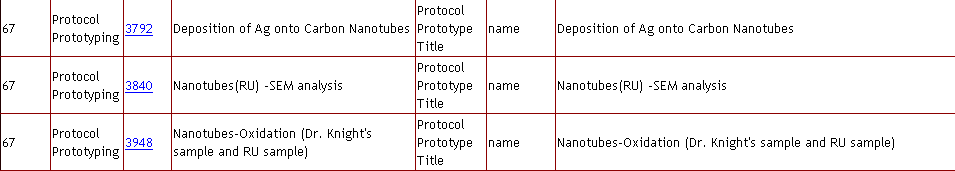 67 Protocol Prototyping 3792 Deposition of Ag onto Carbon Nanotubes Protocol Prototype Title name Deposition of Ag onto Carbon Nanotubes
67 Protocol Prototyping 3840 Nanotubes(RU) -SEM analysis Protocol Prototype Title name Nanotubes(RU) -SEM analysis
67 Protocol Prototyping 3948 Nanotubes-Oxidation (Dr. Knight's sample and RU sample) Protocol Prototype Title name Nanotubes-Oxidation (Dr. Knight's sample and RU sample)